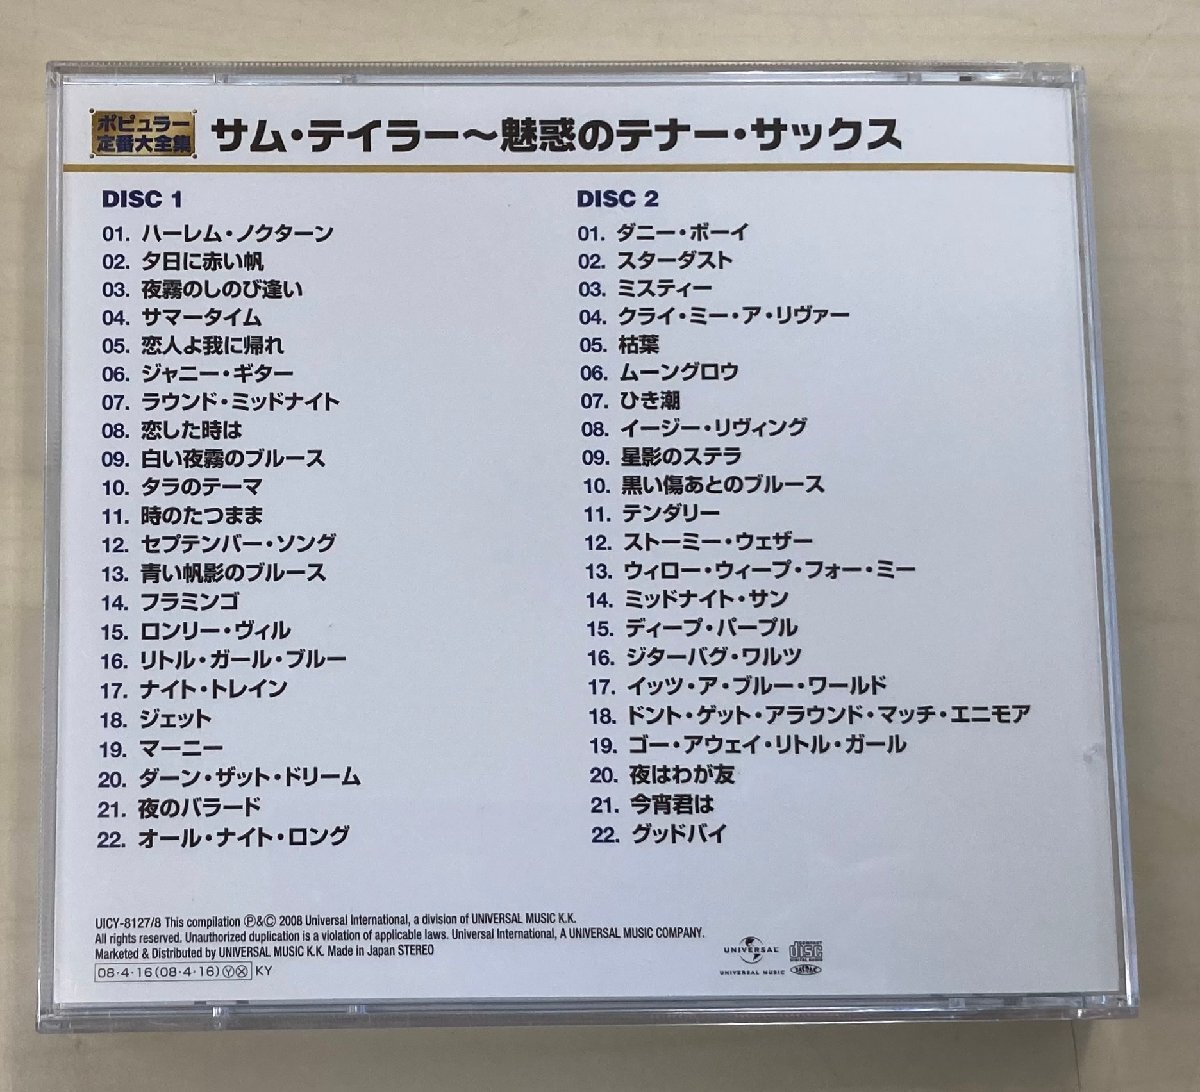 ポピュラー
定番大全集
サム・テイラー～魅惑のテナー・サックス
DISC 1
01. ハーレム・ノクターン
02. 夕日に赤い帆
03. 夜霧のしのび逢い
04. サマータイム
05. 恋人よ我に帰れ
06. ジャニー・ギター
07. ラウンド・ミッドナイト
08. 恋した時は
09. 白い夜霧のブルース
10. タラのテーマ
11. 時のたつまま
12. セプテンバー・ソング
13. 青い帆影のブルース
14. フラミンゴ
15. ロンリー・ヴィル
16. リトル・ガール・ブルー
17. ナイト・トレイン
18. ジェット
19. マーニー
20. ダーン・ザット・ドリーム
21. 夜のバラード
22. オール・ナイト・ロング
DISC 2
01. ダニー・ボーイ
02. スターダスト
03. ミスティー
04. クライ・ミー・ア・リヴァー
05. 枯葉
06. ムーングロウ
07. ひき潮
08. イージー・リヴィング
09. 星影のステラ
10. 黒い傷あとのブルース
11. テンダリー
12. ストーミー・ウェザー
13. ウィロー・ウィープ・フォー・ミー
14. ミッドナイト・サン
15. ディープ・パープル
16. ジターバグ・ワルツ
17. イッツ・ア・ブルー・ワールド
18. ドント・ゲット・アラウンド・マッチ・エニモア
19. ゴー・アウェイ・リトル・ガール
20. 夜はわが友
21. 今宵君は
22. グッドバイ
UICY-8127/8 This compilation Ⓟ&Ⓒ 2008 Universal International, a division of UNIVERSAL MUSIC K.K.
All rights reserved. Unauthorized duplication is a violation of applicable laws. Universal International, A UNIVERSAL MUSIC COMPANY.
Marketed & Distributed by UNIVERSAL MUSIC K.K. Made in Japan STEREO
08・4・16(08・4・16)ⓎⓍ KY
UNIVERSAL
UNIVERSAL MUSIC
COMPACT
disc
DIGITAL AUDIO
JASRAC